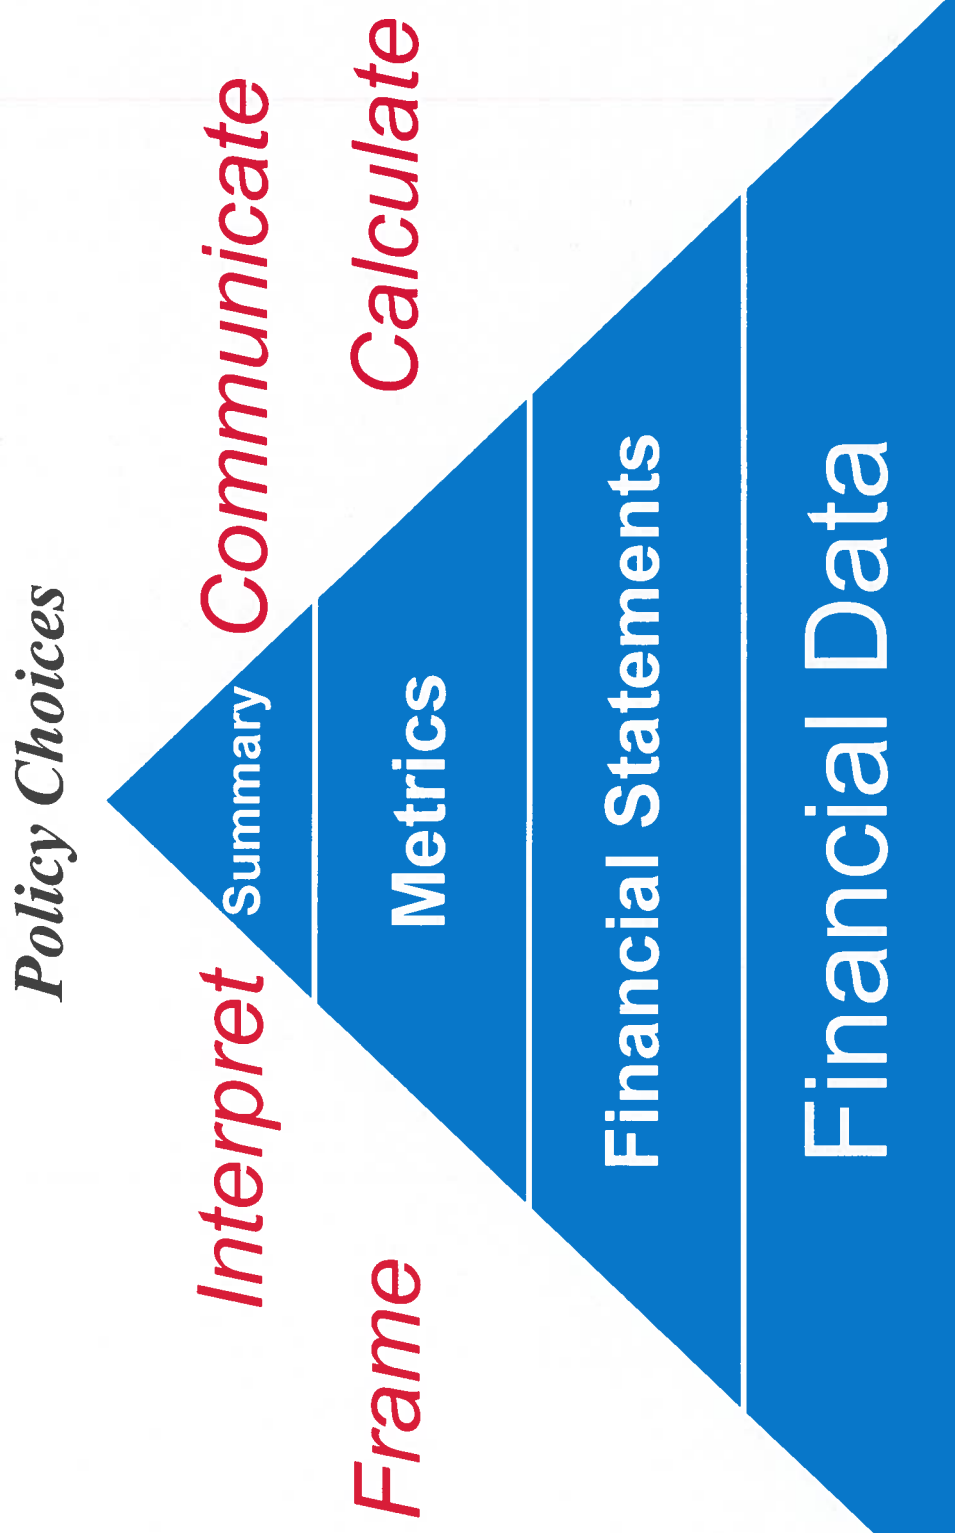 Policy Choices
Interpret
Summary
Communicate
Frame
Metrics
Calculate
Financial Statements
Financial Data